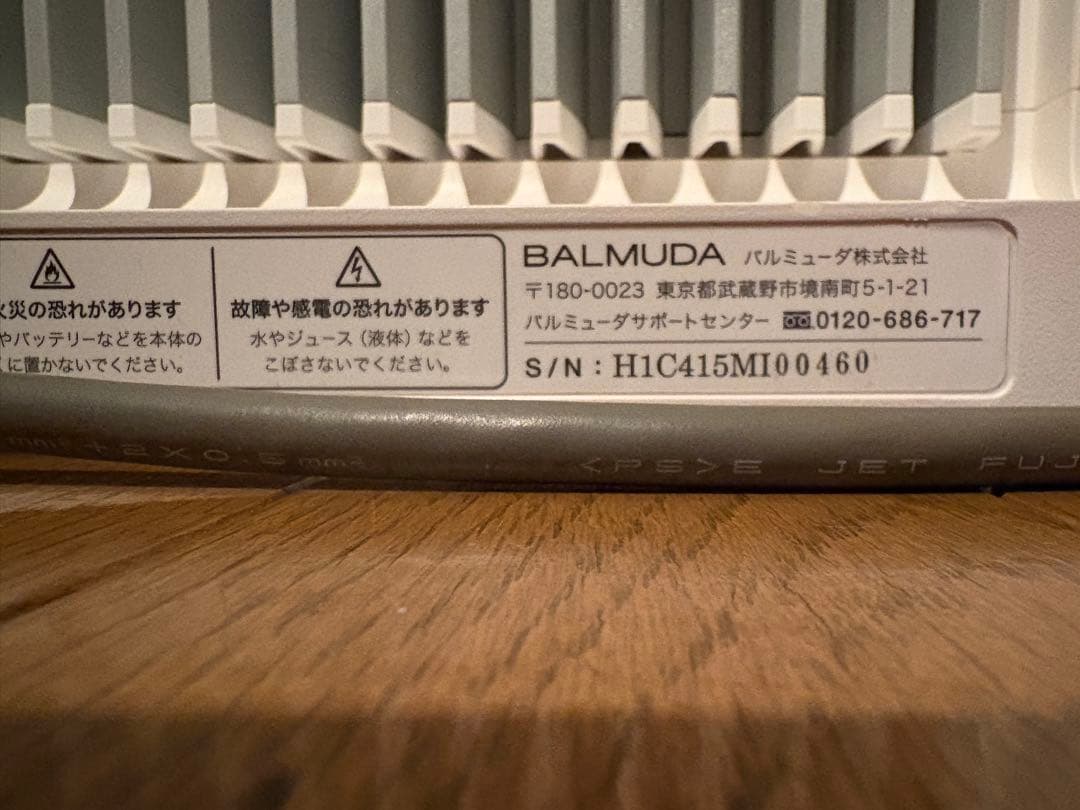 火災の恐れがあります
やバッテリーなどを本体の
に置かないでください。
故障や感電の恐れがあります
水やジュース（液体）などを
こぼさないでください。
BALMUDA バルミューダ株式会社
〒180-0023 東京都武蔵野市境南町5-1-21
バルミューダサポートセンター 0120-686-717
S/N：H1C415MI00460
mm² +2×0.5mm² <PS>E JET FUJ